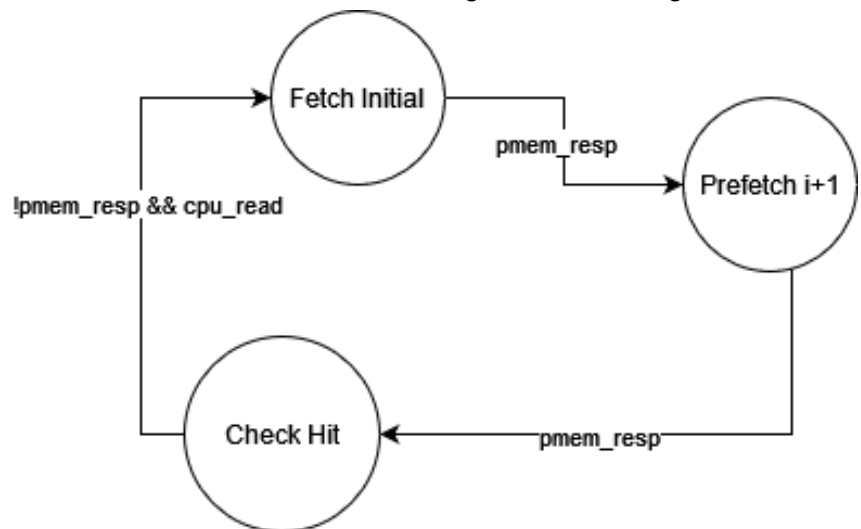 Fetch Initial
pmem_resp
Prefetch i+1
!pmem_resp && cpu_read
Check Hit
pmem_resp